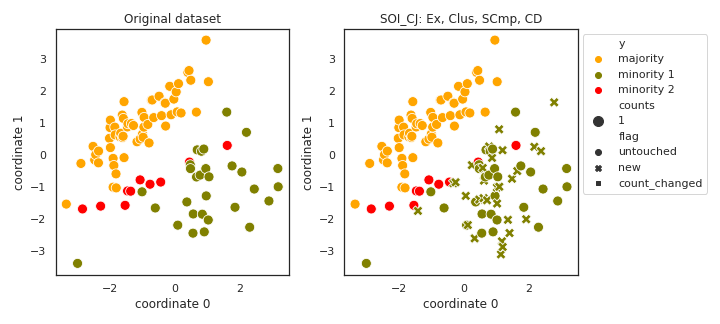 Original dataset
SOI_CJ: Ex, Clus, SCmp, CD
coordinate 1
3
2
1
0
−1
−2
−3
−2
0
2
coordinate 0
coordinate 1
3
2
1
0
−1
−2
−3
−2
0
2
coordinate 0
y
majority
minority 1
minority 2
counts
1
flag
untouched
new
count_changed